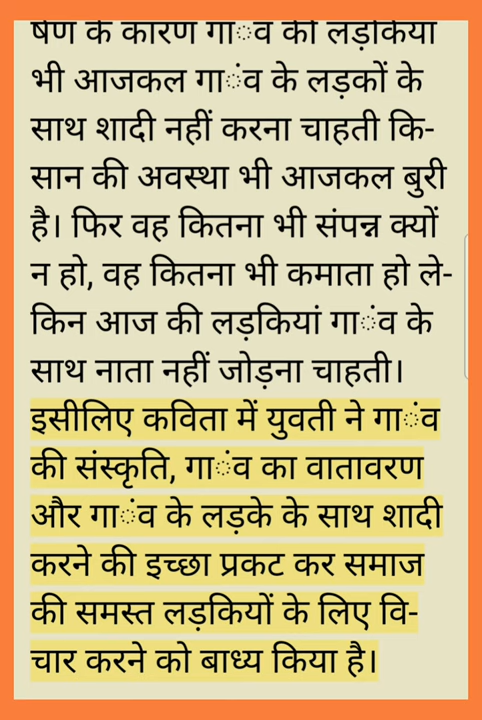 षण के कारण गांव की लड़कियां
भी आजकल गांव के लड़कों के
साथ शादी नहीं करना चाहती कि-
सान की अवस्था भी आजकल बुरी
है। फिर वह कितना भी संपन्न क्यों
न हो, वह कितना भी कमाता हो ले-
किन आज की लड़कियां गांव के
साथ नाता नहीं जोड़ना चाहती।
इसीलिए कविता में युवती ने गांव
की संस्कृति, गांव का वातावरण
और गांव के लड़के के साथ शादी
करने की इच्छा प्रकट कर समाज
की समस्त लड़कियों के लिए वि-
चार करने को बाध्य किया है।